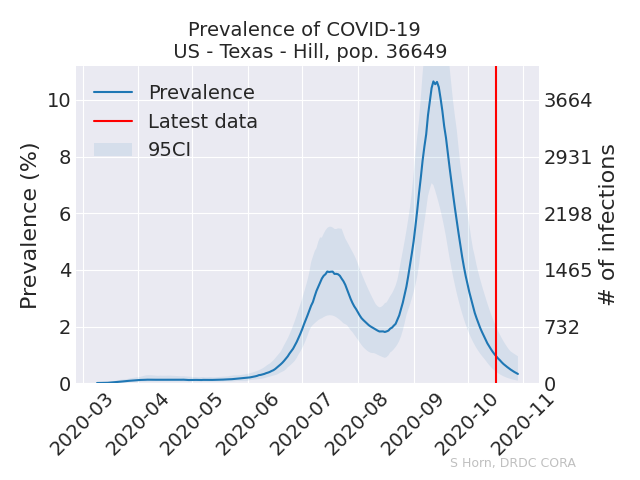 Prevalence of COVID-19
US - Texas - Hill, pop. 36649
Prevalence
Latest data
95CI
Prevalence (%)
10
8
6
4
2
0
3664
2931
2198
1465
732
0
# of infections
2020-03
2020-04
2020-05
2020-06
2020-07
2020-08
2020-09
2020-10
2020-11
S Horn, DRDC CORA